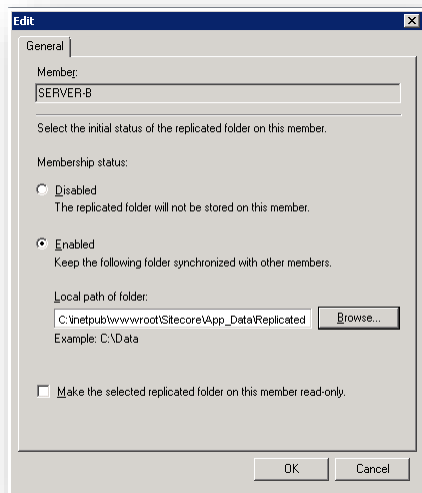 Edit
General
Member:
SERVER-B
Select the initial status of the replicated folder on this member.
Membership status:
Disabled
The replicated folder will not be stored on this member.
Enabled
Keep the following folder synchronized with other members.
Local path of folder:
C:\inetpub\wwwroot\Sitecore\App_Data\Replicated
Browse...
Example: C:\Data
Make the selected replicated folder on this member read-only.
OK
Cancel